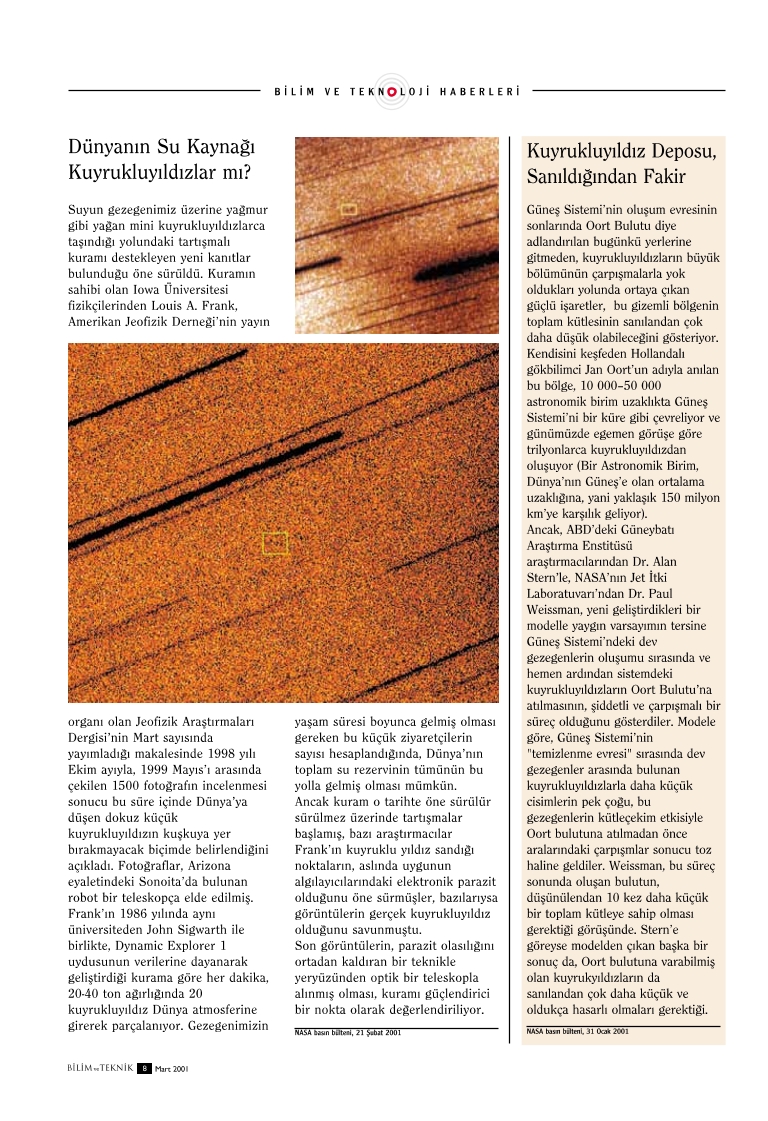 BİLİM VE TEKNOLOJİ HABERLERİ
Dünyanın Su Kaynağı
Kuyrukluyıldızlar mı?
Suyun gezegenimiz üzerine yağmur
gibi yağan mini kuyrukluyıldızlarca
taşındığı yolundaki tartışmalı
kuramı destekleyen yeni kanıtlar
bulunduğu öne sürüldü. Kuramın
sahibi olan Iowa Üniversitesi
fizikçilerinden Louis A. Frank,
Amerikan Jeofizik Derneği'nin yayın
organı olan Jeofizik Araştırmaları
Dergisi'nin Mart sayısında
yayımladığı makalesinde 1998 yılı
Ekim ayıyla, 1999 Mayıs'ı arasında
çekilen 1500 fotoğrafın incelenmesi
sonucu bu süre içinde Dünya'ya
düşen dokuz küçük
kuyrukluyıldızın kuşkuya yer
bırakmayacak biçimde belirlendiğini
açıkladı. Fotoğraflar, Arizona
eyaletindeki Sonoita'da bulunan
robot bir teleskopça elde edilmiş.
Frank'ın 1986 yılında aynı
üniversiteden John Sigwarth ile
birlikte, Dynamic Explorer 1
uydusunun verilerine dayanarak
geliştirdiği kurama göre her dakika,
20-40 ton ağırlığında 20
kuyrukluyıldız Dünya atmosferine
girerek parçalanıyor. Gezegenimizin
yaşam süresi boyunca gelmiş olması
gereken bu küçük ziyaretçilerin
sayısı hesaplandığında, Dünya'nın
toplam su rezervinin tümünün bu
yolla gelmiş olması mümkün.
Ancak kuram o tarihte öne sürülür
sürülmez üzerinde tartışmalar
başlamış, bazı araştırmacılar
Frank'ın kuyruklu yıldız sandığı
noktaların, aslında uygunun
algılayıcılarındaki elektronik parazit
olduğunu öne sürmüşler, bazılarıysa
görüntülerin gerçek kuyrukluyıldız
olduğunu savunmuştu.
Son görüntülerin, parazit olasılığını
ortadan kaldıran bir teknikle
yeryüzünden optik bir teleskopla
alınmış olması, kuramı güçlendirici
bir nokta olarak değerlendiriliyor.
NASA basın bülteni, 21 Şubat 2001
Kuyrukluyıldız Deposu,
Sanıldığından Fakir
Güneş Sistemi'nin oluşum evresinin
sonlarında Oort Bulutu diye
adlandırılan bugünkü yerlerine
gitmeden, kuyrukluyıldızların büyük
bölümünün çarpışmalarla yok
oldukları yolunda ortaya çıkan
güçlü işaretler, bu gizemli bölgenin
toplam kütlesinin sanılandan çok
daha düşük olabileceğini gösteriyor.
Kendisini keşfeden Hollandalı
gökbilimci Jan Oort'un adıyla anılan
bu bölge, 10 000–50 000
astronomik birim uzaklıkta Güneş
Sistemi'ni bir küre gibi çevreliyor ve
günümüzde egemen görüşe göre
trilyonlarca kuyrukluyıldızdan
oluşuyor (Bir Astronomik Birim,
Dünya'nın Güneş'e olan ortalama
uzaklığına, yani yaklaşık 150 milyon
km'ye karşılık geliyor).
Ancak, ABD'deki Güneybatı
Araştırma Enstitüsü
araştırmacılarından Dr. Alan
Stern'le, NASA'nın Jet İtki
Laboratuvarı'ndan Dr. Paul
Weissman, yeni geliştirdikleri bir
modelle yaygın varsayımın tersine
Güneş Sistemi'ndeki dev
gezegenlerin oluşumu sırasında ve
hemen ardından sistemdeki
kuyrukluyıldızların Oort Bulutu'na
atılmasının, şiddetli ve çarpışmalı bir
süreç olduğunu gösterdiler. Modele
göre, Güneş Sistemi'nin
"temizlenme evresi" sırasında dev
gezegenler arasında bulunan
kuyrukluyıldızlarla daha küçük
cisimlerin pek çoğu, bu
gezegenlerin kütleçekim etkisiyle
Oort bulutuna atılmadan önce
aralarındaki çarpışmlar sonucu toz
haline geldiler. Weissman, bu süreç
sonunda oluşan bulutun,
düşünülenden 10 kez daha küçük
bir toplam kütleye sahip olması
gerektiği görüşünde. Stern'e
göreyse modelden çıkan başka bir
sonuç da, Oort bulutuna varabilmiş
olan kuyrukyıldızların da
sanılandan çok daha küçük ve
oldukça hasarlı olmaları gerektiği.
NASA basın bülteni, 31 Ocak 2001
BİLİM ve TEKNİK 8 Mart 2001